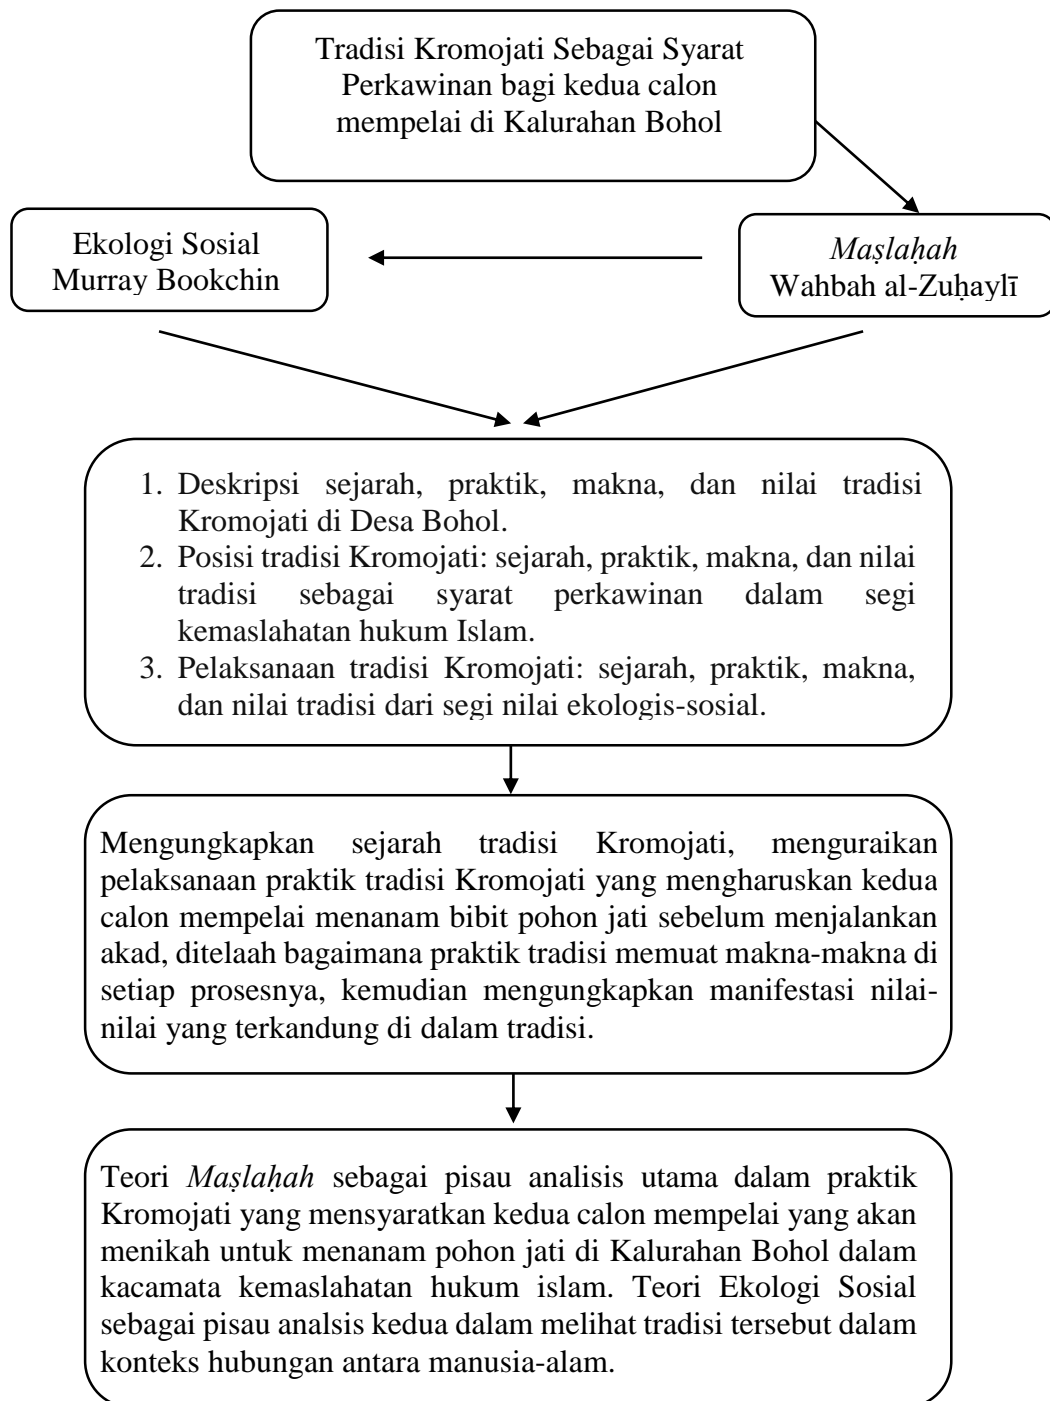 Tradisi Kromojati Sebagai Syarat
Perkawinan bagi kedua calon
mempelai di Kalurahan Bohol
Ekologi Sosial
Murray Bookchin
Maṣlaḥah
Wahbah al-Zuḥaylī
1. Deskripsi sejarah, praktik, makna, dan nilai tradisi
Kromojati di Desa Bohol.
2. Posisi tradisi Kromojati: sejarah, praktik, makna, dan nilai
tradisi sebagai syarat perkawinan dalam segi
kemaslahatan hukum Islam.
3. Pelaksanaan tradisi Kromojati: sejarah, praktik, makna,
dan nilai tradisi dari segi nilai ekologis-sosial.
Mengungkapkan sejarah tradisi Kromojati, menguraikan
pelaksanaan praktik tradisi Kromojati yang mengharuskan kedua
calon mempelai menanam bibit pohon jati sebelum menjalankan
akad, ditelaah bagaimana praktik tradisi memuat makna-makna di
setiap prosesnya, kemudian mengungkapkan manifestasi nilai-
nilai yang terkandung di dalam tradisi.
Teori Maṣlaḥah sebagai pisau analisis utama dalam praktik
Kromojati yang mensyaratkan kedua calon mempelai yang akan
menikah untuk menanam pohon jati di Kalurahan Bohol dalam
kacamata kemaslahatan hukum islam. Teori Ekologi Sosial
sebagai pisau analsis kedua dalam melihat tradisi tersebut dalam
konteks hubungan antara manusia-alam.